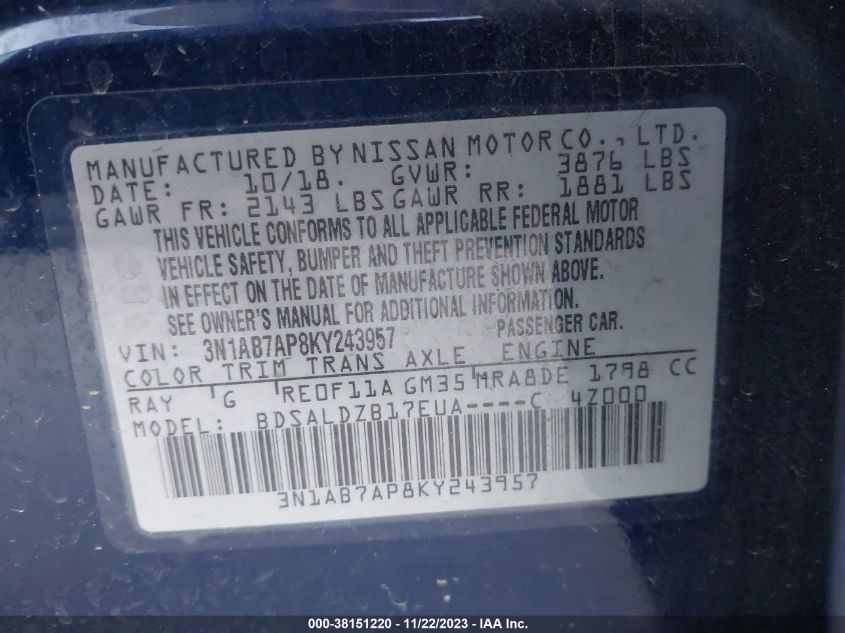 MANUFACTURED BY NISSAN MOTOR CO., LTD.
DATE: 10/18. GVWR: 3876 LBS
GAWR FR: 2143 LBS GAWR RR: 1881 LBS
THIS VEHICLE CONFORMS TO ALL APPLICABLE FEDERAL MOTOR
VEHICLE SAFETY, BUMPER AND THEFT PREVENTION STANDARDS
IN EFFECT ON THE DATE OF MANUFACTURE SHOWN ABOVE.
SEE OWNER'S MANUAL FOR ADDITIONAL INFORMATION.
VIN: 3N1AB7AP8KY243957 PASSENGER CAR.
COLOR TRIM TRANS AXLE ENGINE
RAY G RE0F11A GM35 MRA8DE 1798 CC
MODEL: BDSALDZB17EUA----C 4Z000
3N1AB7AP8KY243957
000-38151220 - 11/22/2023 - IAA Inc.